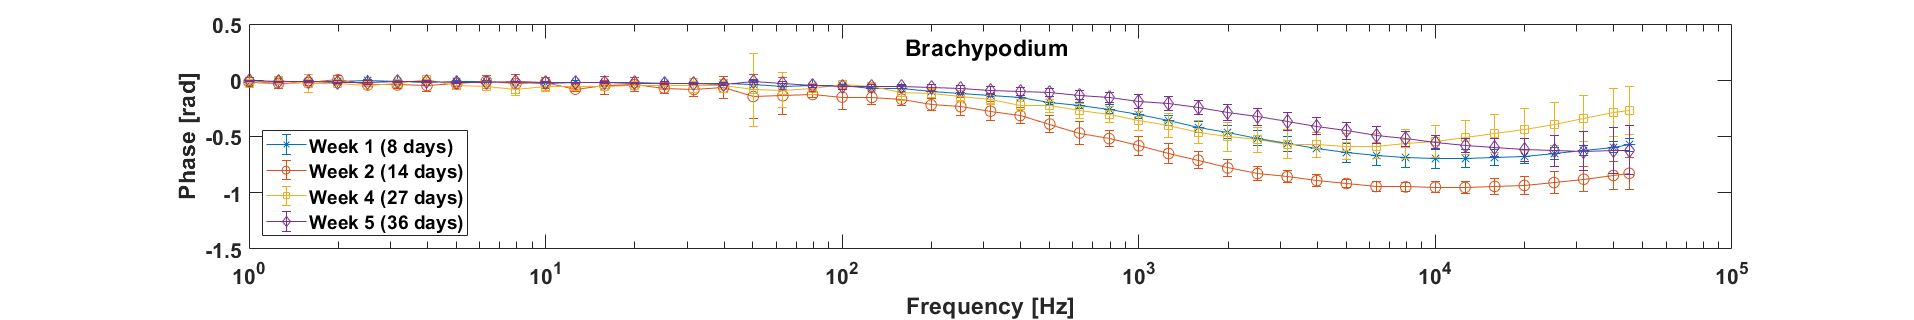 Brachypodium
0.5
0
-0.5
-1
-1.5
Phase [rad]
Week 1 (8 days)
Week 2 (14 days)
Week 4 (27 days)
Week 5 (36 days)
10^0 10^1 10^2 10^3 10^4 10^5
Frequency [Hz]